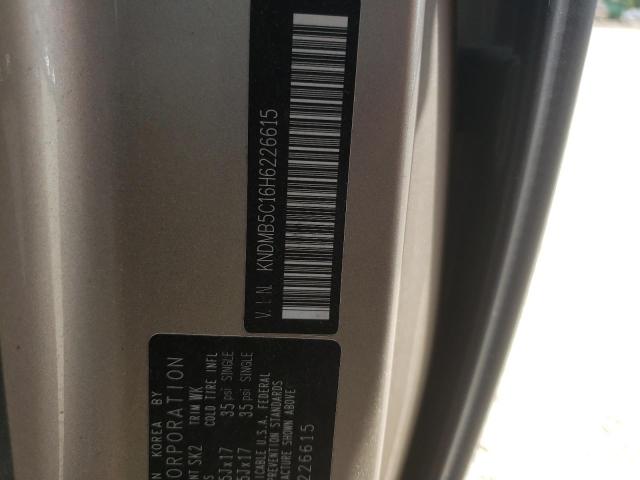 V.I.N. KNDMB5C16H6226615
N KOREA BY
ORPORATION
NT SK2 TRIM WK
S COLD TIRE INFL
5Jx17 35 psi SINGLE
5Jx17 35 psi SINGLE
ICABLE U.S.A. FEDERAL
PREVENTION STANDARDS
ACTURE SHOWN ABOVE
226615